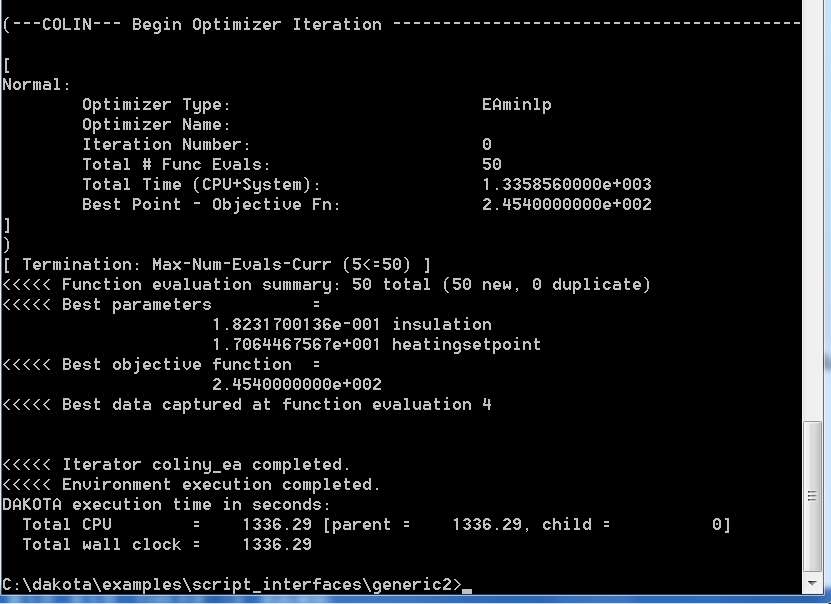 (---COLIN--- Begin Optimizer Iteration -----------------------------------------
[
Normal:
Optimizer Type: EAminlp
Optimizer Name:
Iteration Number: 0
Total # Func Evals: 50
Total Time (CPU+System): 1.3358560000e+003
Best Point - Objective Fn: 2.4540000000e+002
]
)
[ Termination: Max-Num-Evals-Curr (5<=50) ]
<<<<< Function evaluation summary: 50 total (50 new, 0 duplicate)
<<<<< Best parameters =
1.8231700136e-001 insulation
1.7064467567e+001 heatingsetpoint
<<<<< Best objective function =
2.4540000000e+002
<<<<< Best data captured at function evaluation 4
<<<<< Iterator coliny_ea completed.
<<<<< Environment execution completed.
DAKOTA execution time in seconds:
Total CPU = 1336.29 [parent = 1336.29, child = 0]
Total wall clock = 1336.29
C:\dakota\examples\script_interfaces\generic2>_